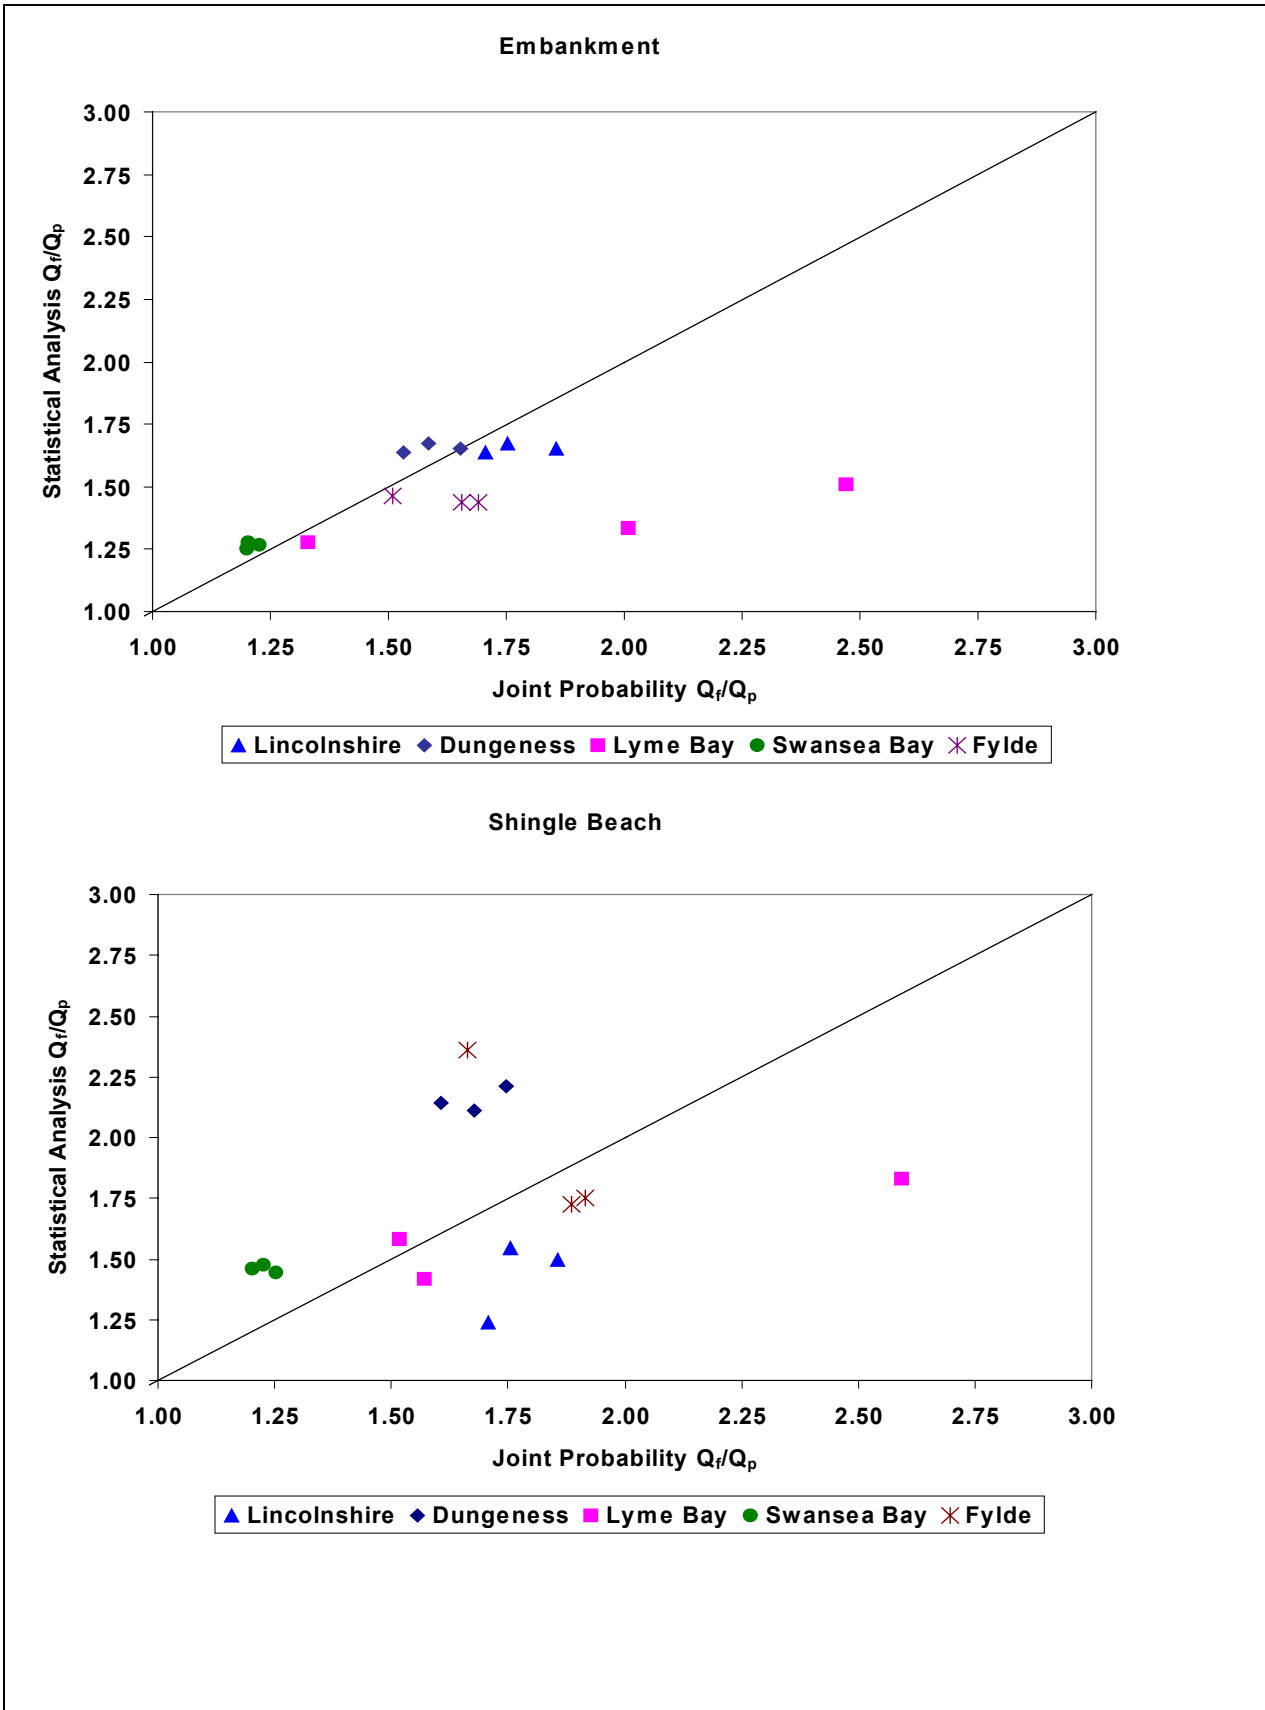 Embankment
3.00
2.75
2.50
2.25
2.00
1.75
1.50
1.25
1.00
Statistical Analysis Qf/Qp
1.00 1.25 1.50 1.75 2.00 2.25 2.50 2.75 3.00
Joint Probability Qf/Qp
Lincolnshire Dungeness Lyme Bay Swansea Bay Fylde
Shingle Beach
3.00
2.75
2.50
2.25
2.00
1.75
1.50
1.25
1.00
Statistical Analysis Qf/Qp
1.00 1.25 1.50 1.75 2.00 2.25 2.50 2.75 3.00
Joint Probability Qf/Qp
Lincolnshire Dungeness Lyme Bay Swansea Bay Fylde